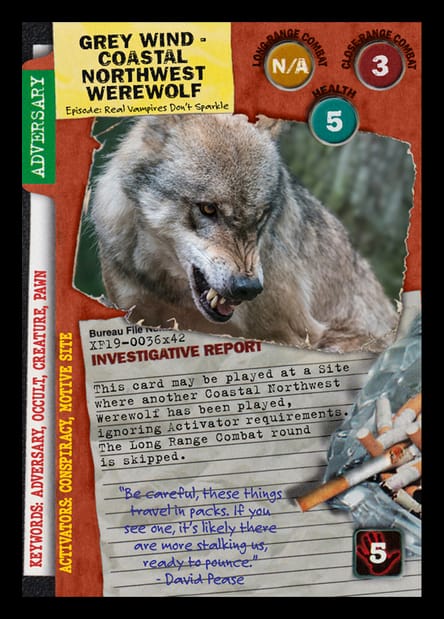 GREY WIND -
COASTAL
NORTHWEST
WEREWOLF
Episode: Real Vampires Don't Sparkle
LONG-RANGE COMBAT
N/A
CLOSE-RANGE COMBAT
3
HEALTH
5
ADVERSARY
KEYWORDS: ADVERSARY, OCCULT, CREATURE, PAWN
ACTIVATORS: CONSPIRACY, MOTIVE SITE
Bureau File
XF19-0036x42
INVESTIGATIVE REPORT
This card may be played at a Site
where another Coastal Northwest
Werewolf has been played,
ignoring Activator requirements.
The Long Range Combat round
is skipped.
"Be careful, these things
travel in packs. If you
see one, it's likely there
are more stalking us,
ready to pounce."
- David Pease
5